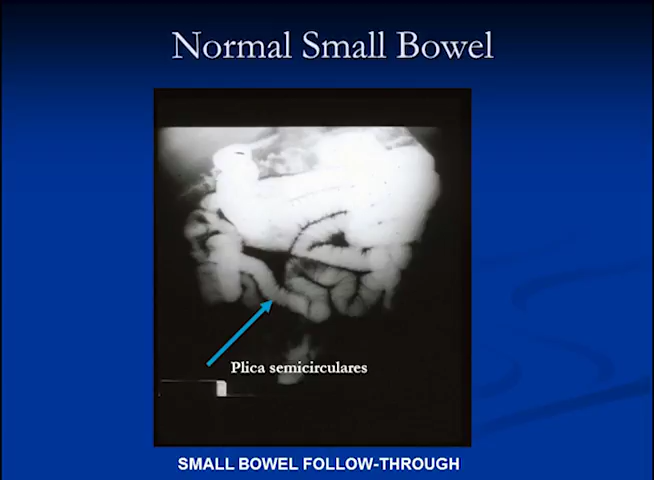 Normal Small Bowel
Plica semicirculares
SMALL BOWEL FOLLOW-THROUGH